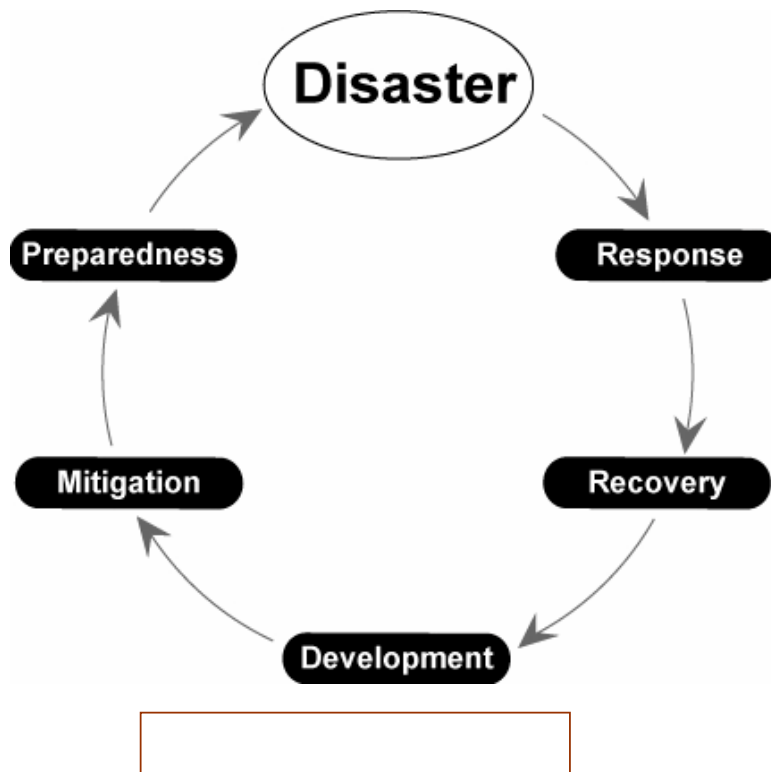 Disaster
Response
Recovery
Development
Mitigation
Preparedness